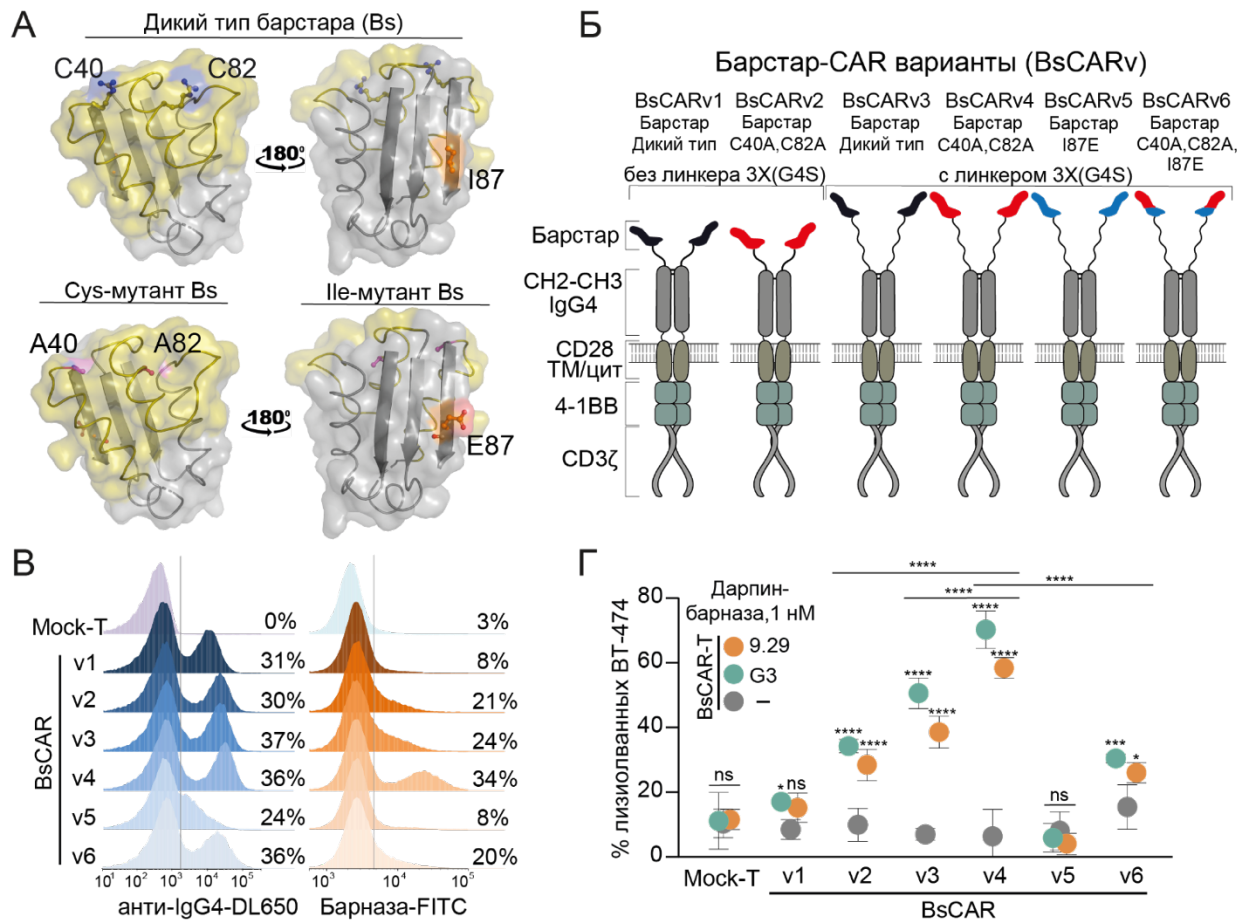 А
Дикий тип барстара (Bs)
C40
C82
180°
I87
Cys-мутант Bs
Ile-мутант Bs
A40
A82
180°
E87
Б
Барстар-CAR варианты (BsCARv)
BsCARv1 BsCARv2 BsCARv3 BsCARv4 BsCARv5 BsCARv6
Барстар Барстар Барстар Барстар Барстар Барстар
Дикий тип C40A,C82A Дикий тип C40A,C82A I87E C40A,C82A,
I87E
без линкера 3X(G4S) с линкером 3X(G4S)
Барстар
CH2-CH3
IgG4
CD28
ТМ/цит
4-1BB
CD3ζ
В
Mock-T 0% 3%
BsCAR
v1 31% 8%
v2 30% 21%
v3 37% 24%
v4 36% 34%
v5 24% 8%
v6 36% 20%
10¹ 10² 10³ 10⁴ 10⁵ 10³ 10⁴ 10⁵
анти-IgG4-DL650 Барназа-FITC
Г
% лизиолванных BT-474
80
60
40
20
0
Дарпин-
барназа,1 нМ
BsCAR-T
9.29
G3
–
****
****
****
****
****
****
****
****
****
ns
* ns
ns
***
*
Mock-T v1 v2 v3 v4 v5 v6
BsCAR